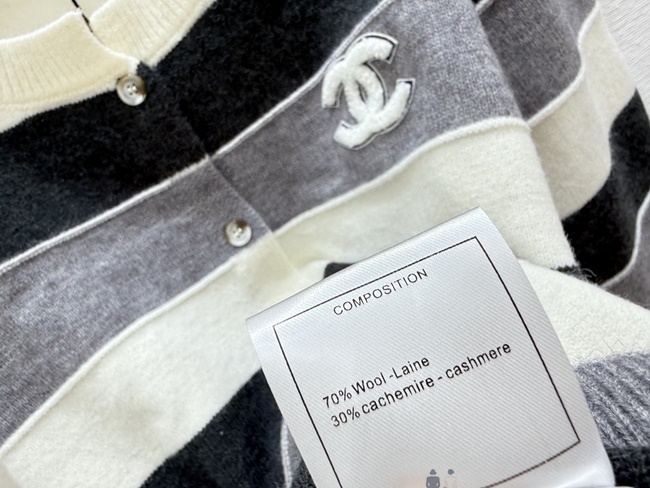 COMPOSITION
70% Wool -Laine
30% cachemire - cashmere